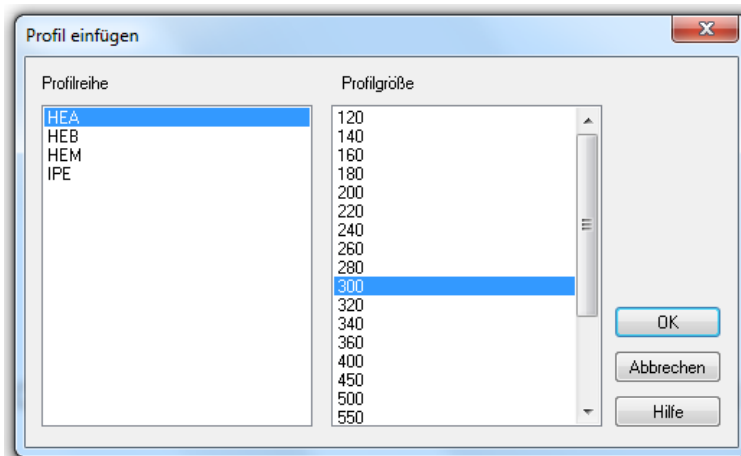 Profil einfügen
Profilreihe
Profilgröße
HEA
HEB
HEM
IPE
120
140
160
180
200
220
240
260
280
300
320
340
360
400
450
500
550
OK
Abbrechen
Hilfe